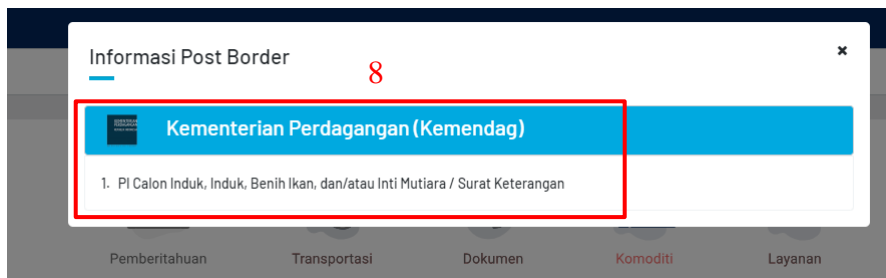 Informasi Post Border
8
Kementerian Perdagangan (Kemendag)
1. PI Calon Induk, Induk, Benih Ikan, dan/atau Inti Mutiara / Surat Keterangan
Pemberitahuan
Transportasi
Dokumen
Komoditi
Layanan